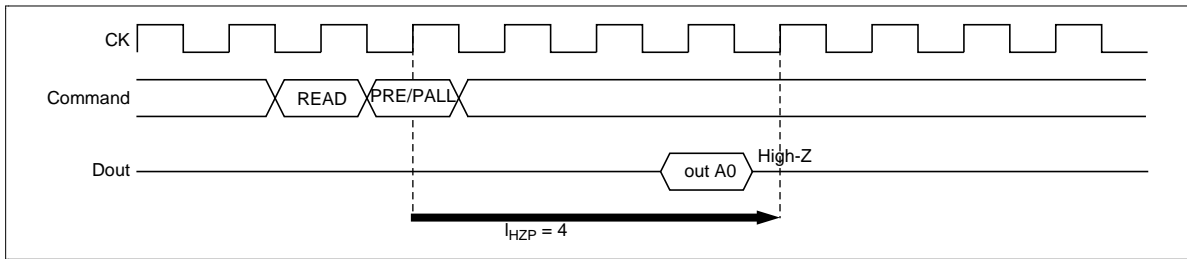 CK
Command
READ
PRE/PALL
Dout
out A0
High-Z
lHZP = 4